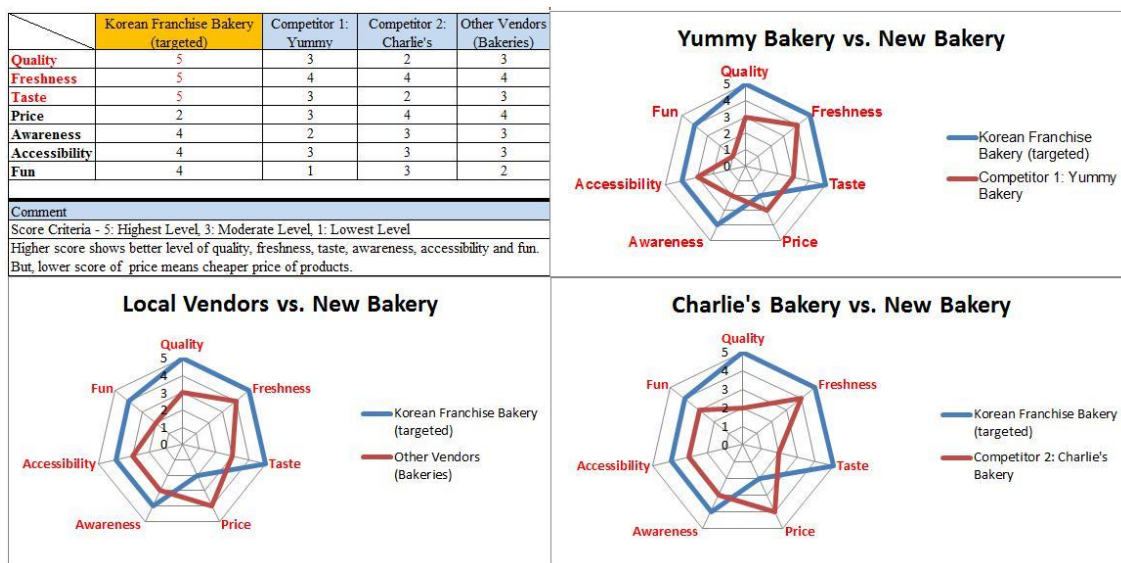 Korean Franchise Bakery Competitor 1: Competitor 2: Other Vendors
(targeted) Yummy Charlie's (Bakeries)
Quality 5 3 2 3
Freshness 5 4 4 4
Taste 5 3 2 3
Price 2 3 4 4
Awareness 4 2 3 3
Accessibility 4 3 3 3
Fun 4 1 3 2
Comment
Score Criteria - 5: Highest Level, 3: Moderate Level, 1: Lowest Level
Higher score shows better level of quality, freshness, taste, awareness, accessibility and fun.
But, lower score of price means cheaper price of products.
Yummy Bakery vs. New Bakery
Quality
Freshness
Taste
Price
Awareness
Accessibility
Fun
5
4
3
2
1
0
Korean Franchise
Bakery (targeted)
Competitor 1: Yummy
Bakery
Local Vendors vs. New Bakery
Quality
Freshness
Taste
Price
Awareness
Accessibility
Fun
5
4
3
2
1
0
Korean Franchise Bakery
(targeted)
Other Vendors
(Bakeries)
Charlie's Bakery vs. New Bakery
Quality
Freshness
Taste
Price
Awareness
Accessibility
Fun
5
4
3
2
1
0
Korean Franchise Bakery
(targeted)
Competitor 2: Charlie's
Bakery